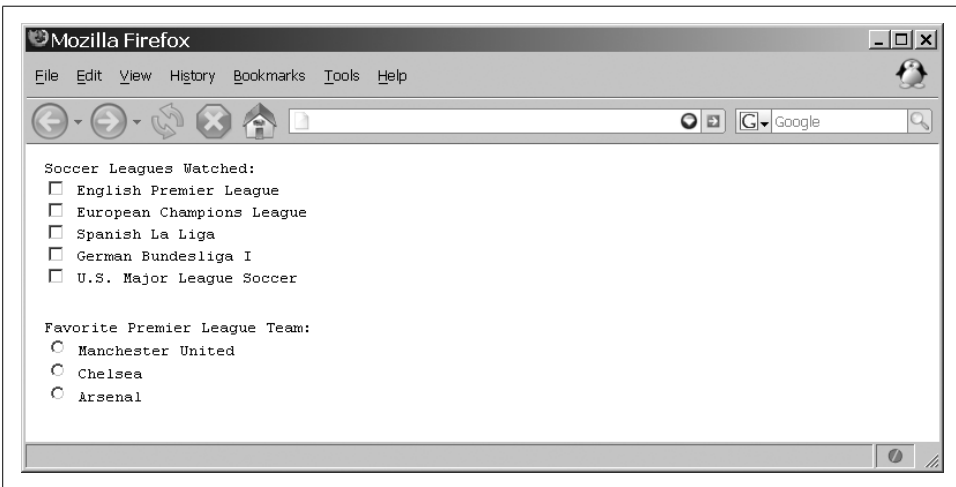 Mozilla Firefox
File Edit View History Bookmarks Tools Help
G Google
Soccer Leagues Watched:
English Premier League
European Champions League
Spanish La Liga
German Bundesliga I
U.S. Major League Soccer
Favorite Premier League Team:
Manchester United
Chelsea
Arsenal